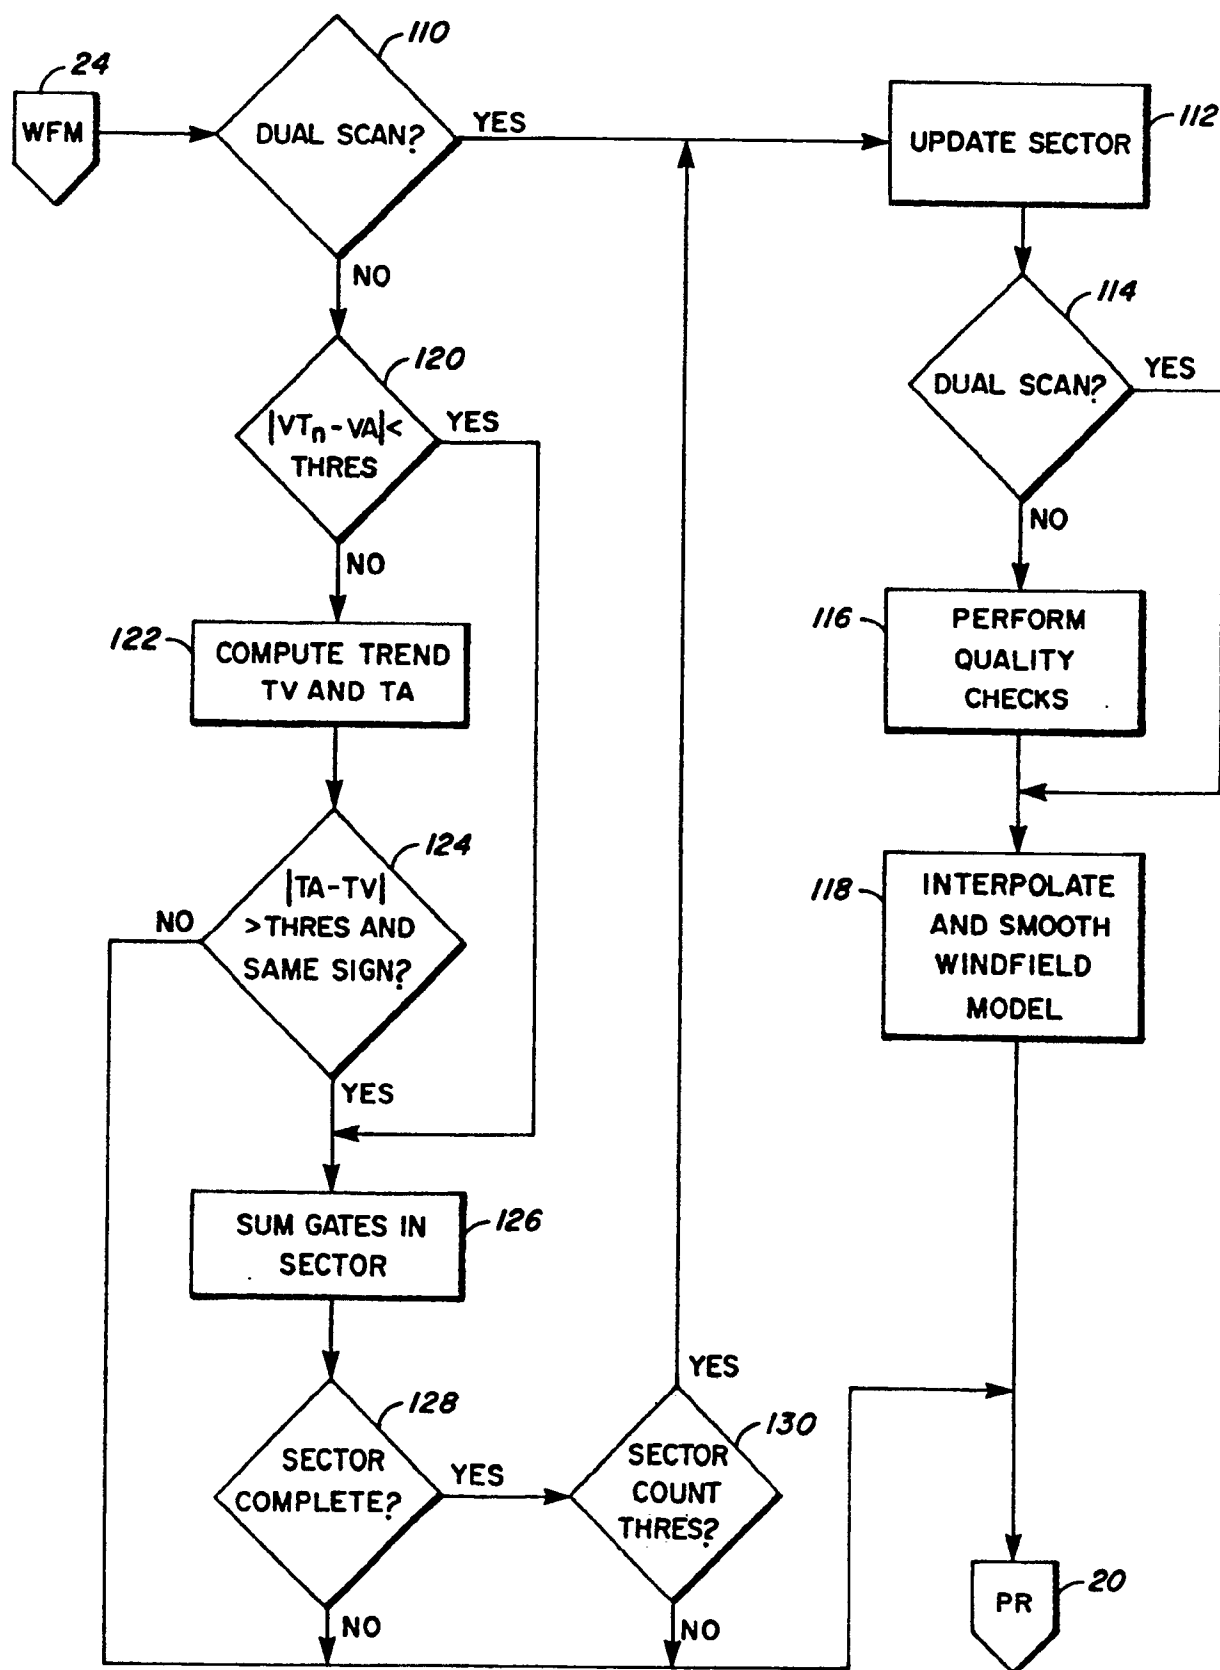 110
24
WFM
DUAL SCAN?
YES
NO
112
UPDATE SECTOR
114
DUAL SCAN?
YES
NO
120
|VTn-VA|<
THRES
YES
NO
122
COMPUTE TREND
TV AND TA
116
PERFORM
QUALITY
CHECKS
124
|TA-TV|
>THRES AND
SAME SIGN?
NO
YES
118
INTERPOLATE
AND SMOOTH
WINDFIELD
MODEL
126
SUM GATES IN
SECTOR
128
SECTOR
COMPLETE?
YES
NO
130
SECTOR
COUNT
THRES?
YES
NO
20
PR